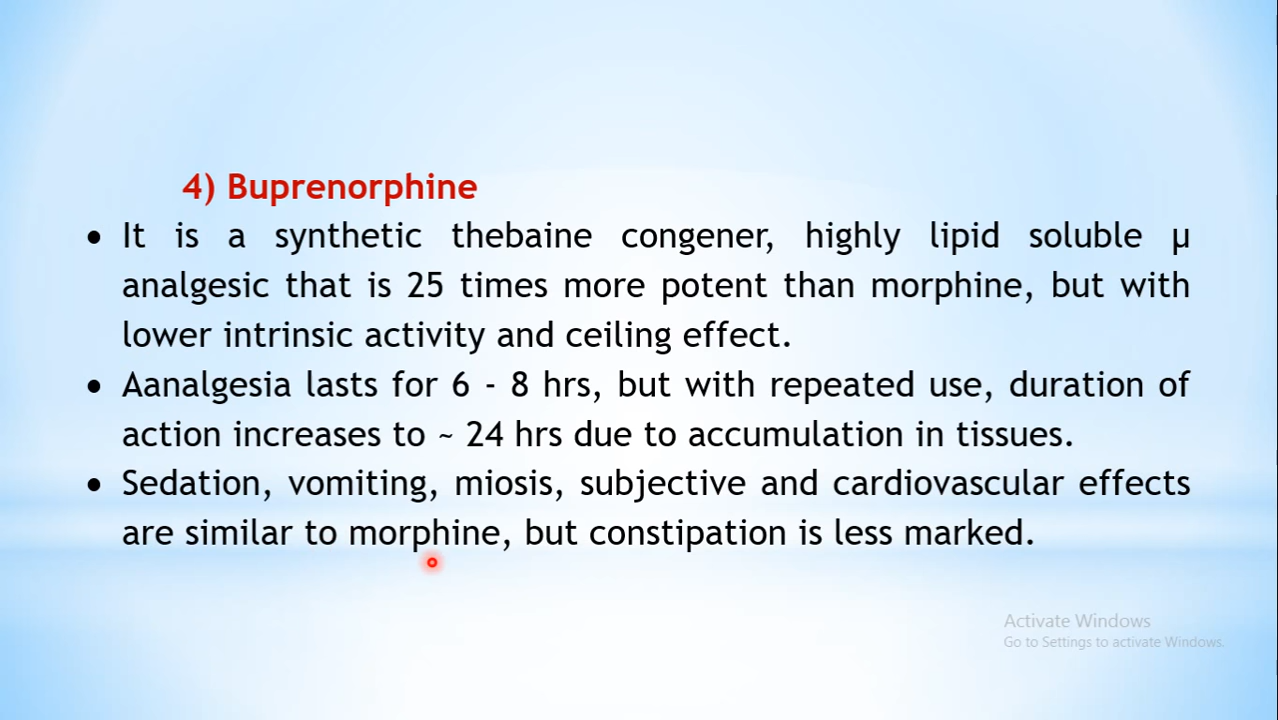 4) Buprenorphine
• It is a synthetic thebaine congener, highly lipid soluble µ
analgesic that is 25 times more potent than morphine, but with
lower intrinsic activity and ceiling effect.
• Aanalgesia lasts for 6 - 8 hrs, but with repeated use, duration of
action increases to ~ 24 hrs due to accumulation in tissues.
• Sedation, vomiting, miosis, subjective and cardiovascular effects
are similar to morphine, but constipation is less marked.
Activate Windows
Go to Settings to activate Windows.